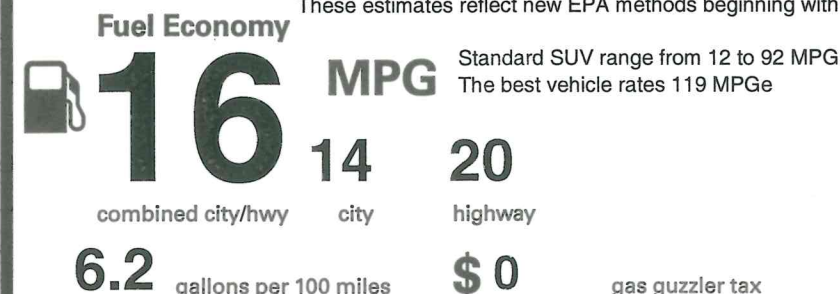 These estimates reflect new EPA methods beginning with
Fuel Economy
16 MPG
Standard SUV range from 12 to 92 MPG
The best vehicle rates 119 MPGe
14 20
combined city/hwy city highway
6.2 gallons per 100 miles $ 0 gas guzzler tax